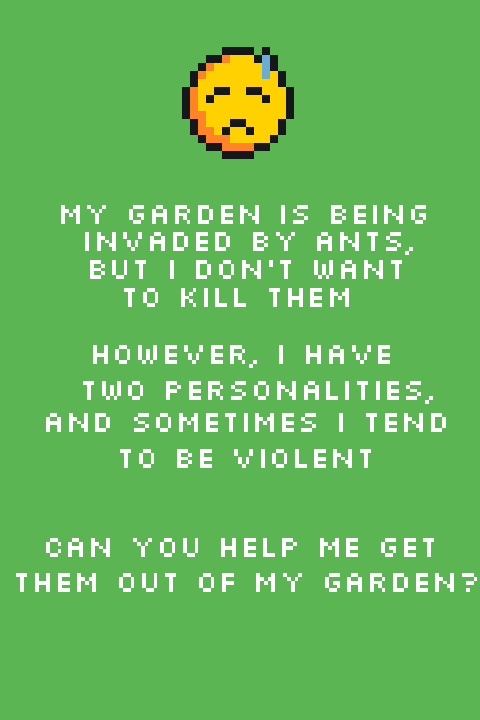 MY GARDEN IS BEING
INVADED BY ANTS,
BUT I DON'T WANT
TO KILL THEM
HOWEVER, I HAVE
TWO PERSONALITIES,
AND SOMETIMES I TEND
TO BE VIOLENT
CAN YOU HELP ME GET
THEM OUT OF MY GARDEN?